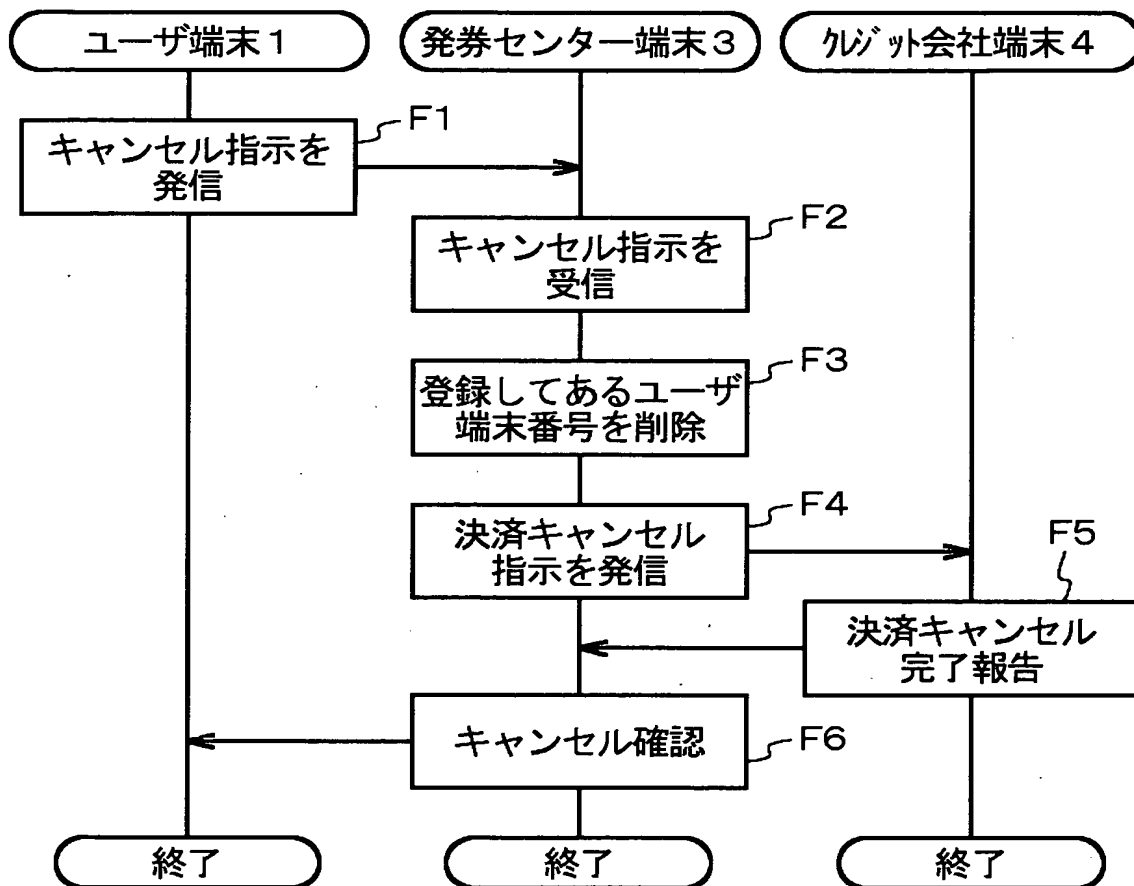 ユーザ端末1
発券センター端末3
クレジット会社端末4
F1
キャンセル指示を
発信
F2
キャンセル指示を
受信
F3
登録してあるユーザ
端末番号を削除
F4
決済キャンセル
指示を発信
F5
決済キャンセル
完了報告
キャンセル確認
F6
終了
終了
終了